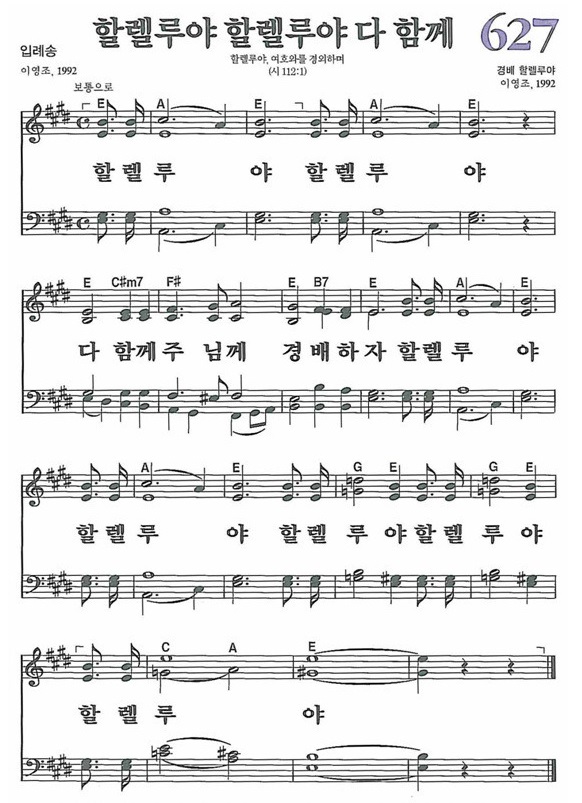 할렐루야 할렐루야 다 함께 627
입례송
할렐루야, 여호와를 경외하며
(시 112:1)
이영조, 1992
경배 할렐루야
이영조, 1992
보통으로
E A E E A E
할 렐 루 야 할 렐 루 야
E C#m7 F# E B7 E A E
다 함께주 님께 경배하자 할렐루 야
A E G E G E
할렐루 야 할렐루야할렐루야
C A E
할 렐 루 야